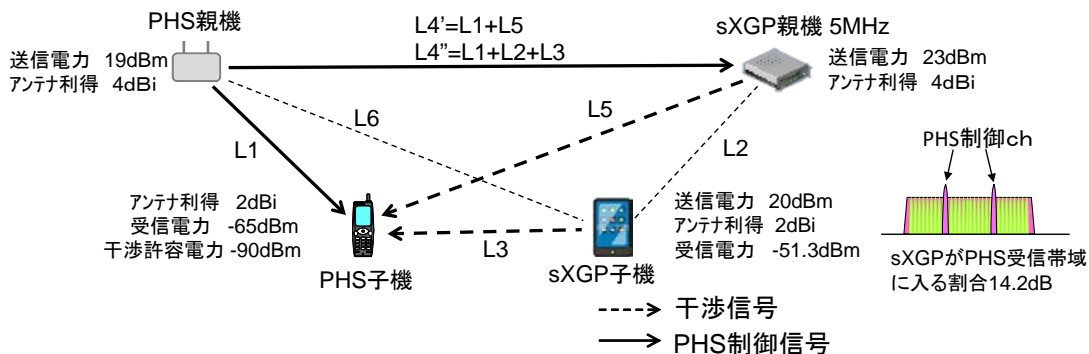 PHS親機
送信電力 19dBm
アンテナ利得 4dBi
L4’=L1+L5
L4”=L1+L2+L3
sXGP親機 5MHz
送信電力 23dBm
アンテナ利得 4dBi
L6
L5
L1
L2
PHS制御ch
アンテナ利得 2dBi
受信電力 -65dBm
干渉許容電力 -90dBm
L3
送信電力 20dBm
アンテナ利得 2dBi
受信電力 -51.3dBm
PHS子機
sXGP子機
sXGPがPHS受信帯域
に入る割合14.2dB
干渉信号
PHS制御信号